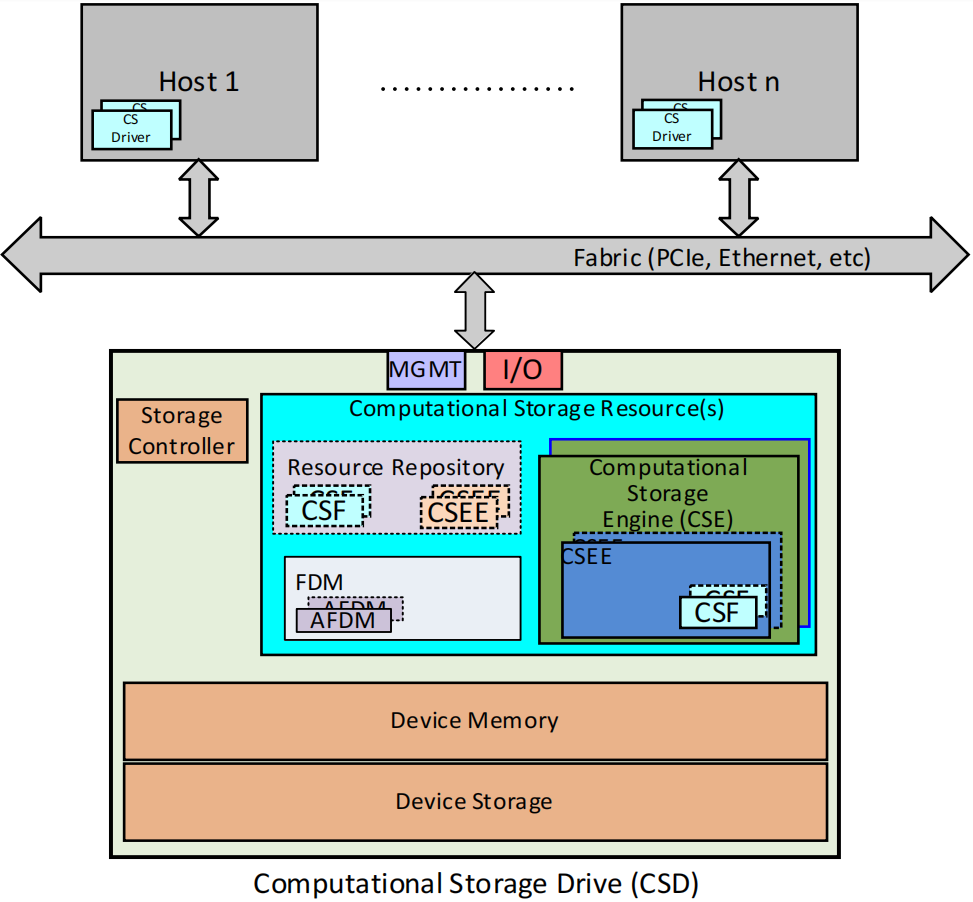 Host 1
CS
CS
Driver
Host n
CS
CS
Driver
Fabric (PCIe, Ethernet, etc)
MGMT
I/O
Storage
Controller
Computational Storage Resource(s)
Resource Repository
CSF
CSF
CSEE
CSEE
Computational
Storage
Engine (CSE)
CSEE
CSEE
CSF
CSF
FDM
AFDM
AFDM
Device Memory
Device Storage
Computational Storage Drive (CSD)